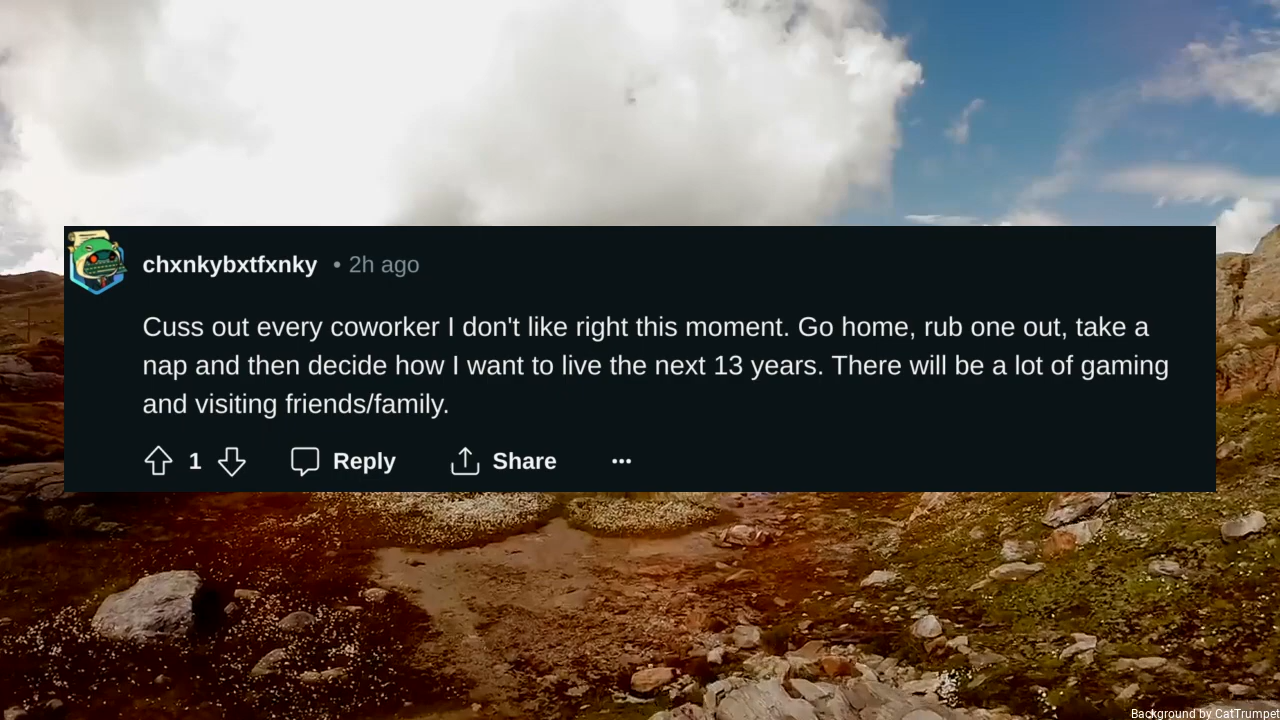 chxnkybxtfxnky • 2h ago
Cuss out every coworker I don't like right this moment. Go home, rub one out, take a
nap and then decide how I want to live the next 13 years. There will be a lot of gaming
and visiting friends/family.
1 Reply Share ...
Background by CatTrumpet